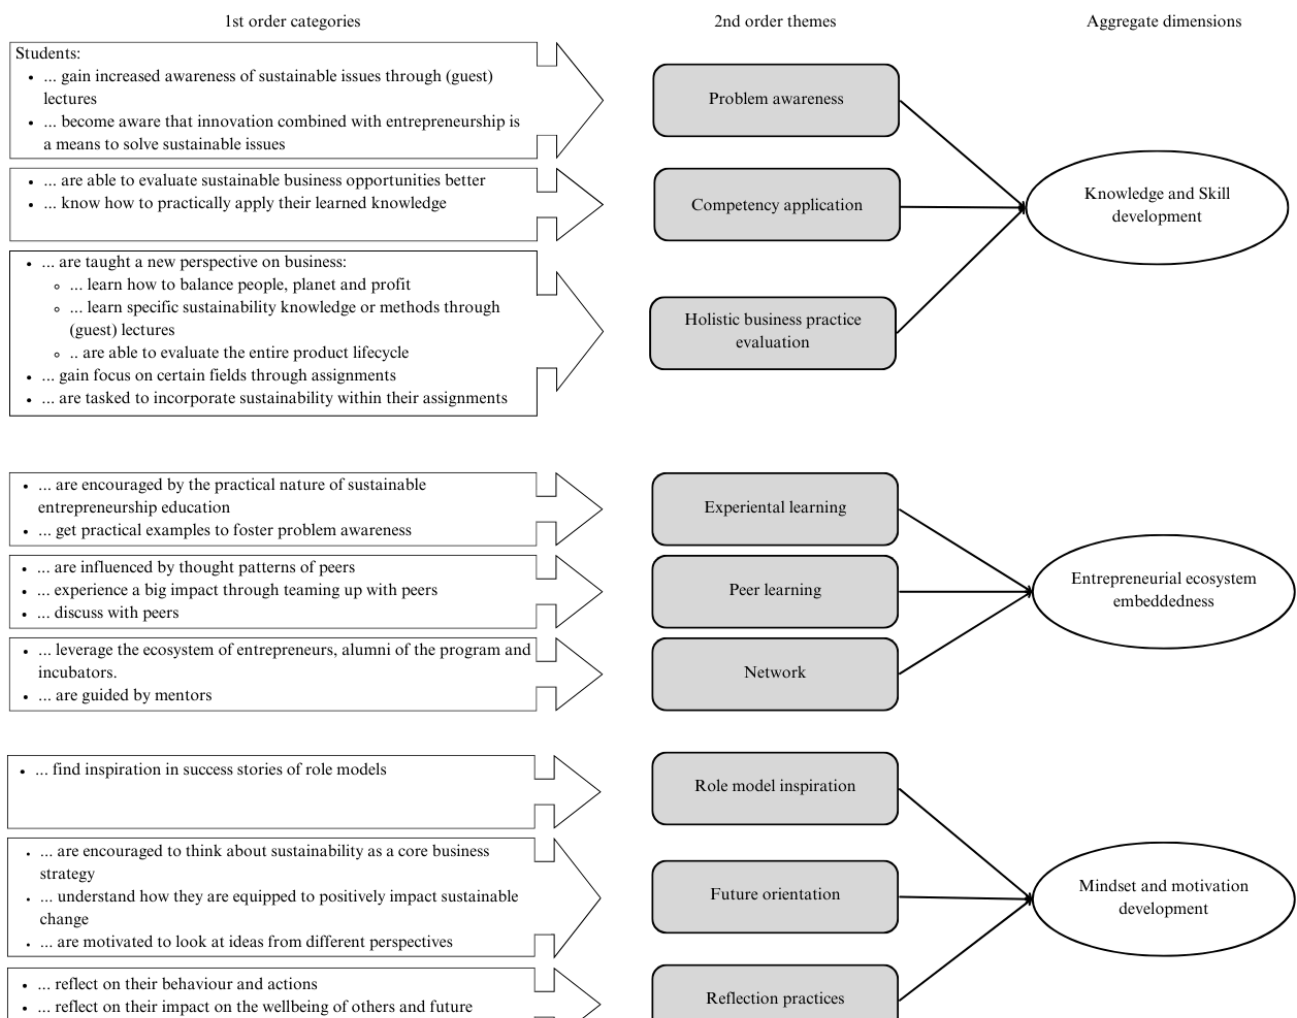 1st order categories
2nd order themes
Aggregate dimensions
Students:
• ... gain increased awareness of sustainable issues through (guest)
lectures
• ... become aware that innovation combined with entrepreneurship is
a means to solve sustainable issues
Problem awareness
• ... are able to evaluate sustainable business opportunities better
• ... know how to practically apply their learned knowledge
Competency application
Knowledge and Skill
development
• ... are taught a new perspective on business:
◦ ... learn how to balance people, planet and profit
◦ ... learn specific sustainability knowledge or methods through
(guest) lectures
◦ .. are able to evaluate the entire product lifecycle
• ... gain focus on certain fields through assignments
• ... are tasked to incorporate sustainability within their assignments
Holistic business practice
evaluation
• ... are encouraged by the practical nature of sustainable
entrepreneurship education
• ... get practical examples to foster problem awareness
Experiental learning
• ... are influenced by thought patterns of peers
• ... experience a big impact through teaming up with peers
• ... discuss with peers
Peer learning
Entrepreneurial ecosystem
embeddedness
• ... leverage the ecosystem of entrepreneurs, alumni of the program and
incubators.
• ... are guided by mentors
Network
• ... find inspiration in success stories of role models
Role model inspiration
• ... are encouraged to think about sustainability as a core business
strategy
• ... understand how they are equipped to positively impact sustainable
change
• ... are motivated to look at ideas from different perspectives
Future orientation
Mindset and motivation
development
• ... reflect on their behaviour and actions
• ... reflect on their impact on the wellbeing of others and future
Reflection practices